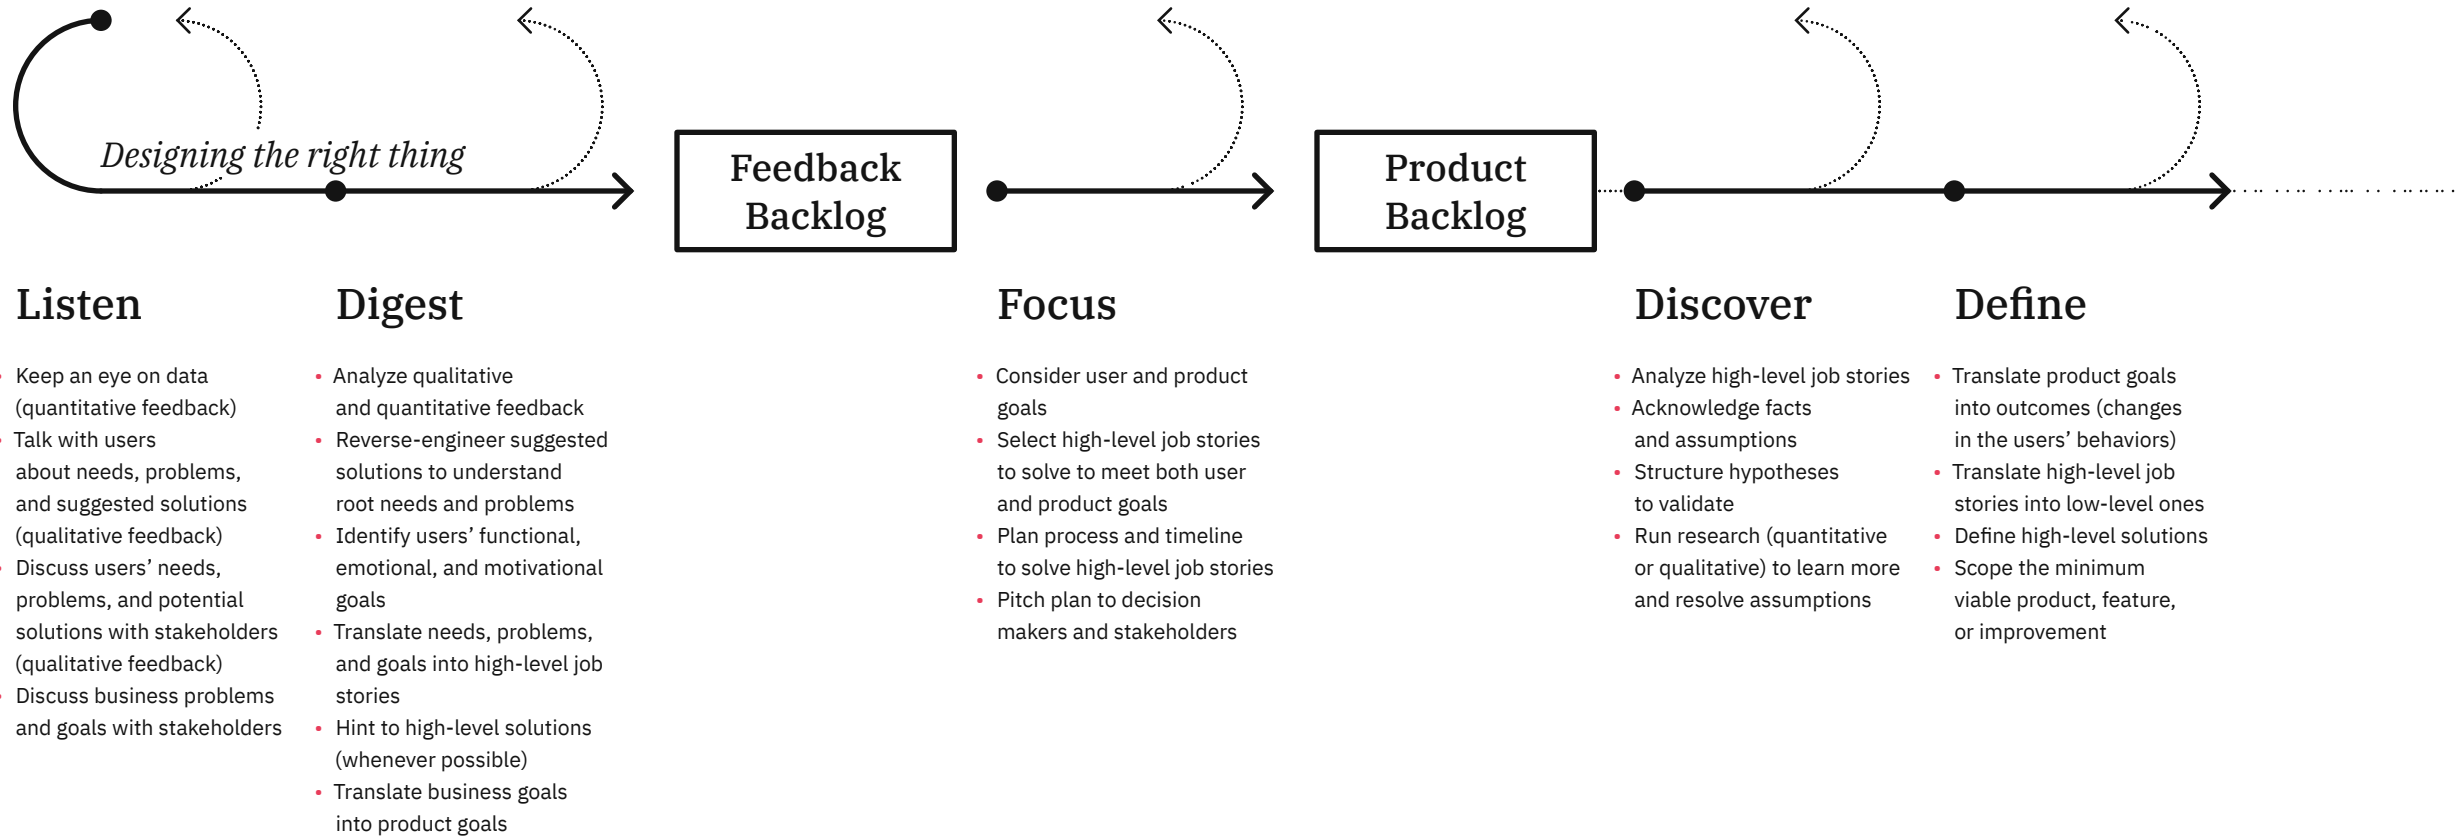 Designing the right thing
Feedback
Backlog
Product
Backlog
Listen
• Keep an eye on data
(quantitative feedback)
• Talk with users
about needs, problems,
and suggested solutions
(qualitative feedback)
• Discuss users’ needs,
problems, and potential
solutions with stakeholders
(qualitative feedback)
• Discuss business problems
and goals with stakeholders
Digest
• Analyze qualitative
and quantitative feedback
• Reverse-engineer suggested
solutions to understand
root needs and problems
• Identify users’ functional,
emotional, and motivational
goals
• Translate needs, problems,
and goals into high-level job
stories
• Hint to high-level solutions
(whenever possible)
• Translate business goals
into product goals
Focus
• Consider user and product
goals
• Select high-level job stories
to solve to meet both user
and product goals
• Plan process and timeline
to solve high-level job stories
• Pitch plan to decision
makers and stakeholders
Discover
• Analyze high-level job stories
• Acknowledge facts
and assumptions
• Structure hypotheses
to validate
• Run research (quantitative
or qualitative) to learn more
and resolve assumptions
Define
• Translate product goals
into outcomes (changes
in the users’ behaviors)
• Translate high-level job
stories into low-level ones
• Define high-level solutions
• Scope the minimum
viable product, feature,
or improvement